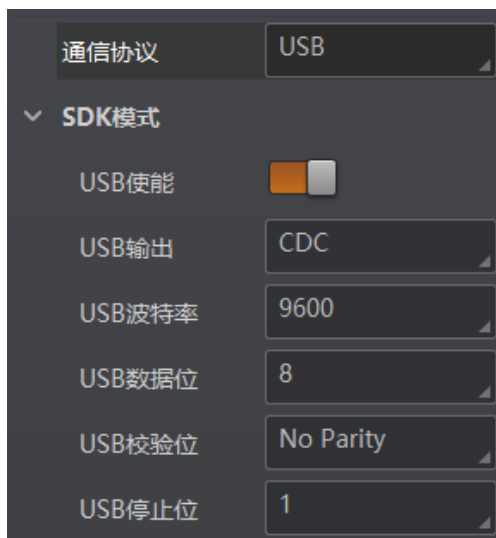 通信协议 USB
SDK模式
USB使能
USB输出 CDC
USB波特率 9600
USB数据位 8
USB校验位 No Parity
USB停止位 1